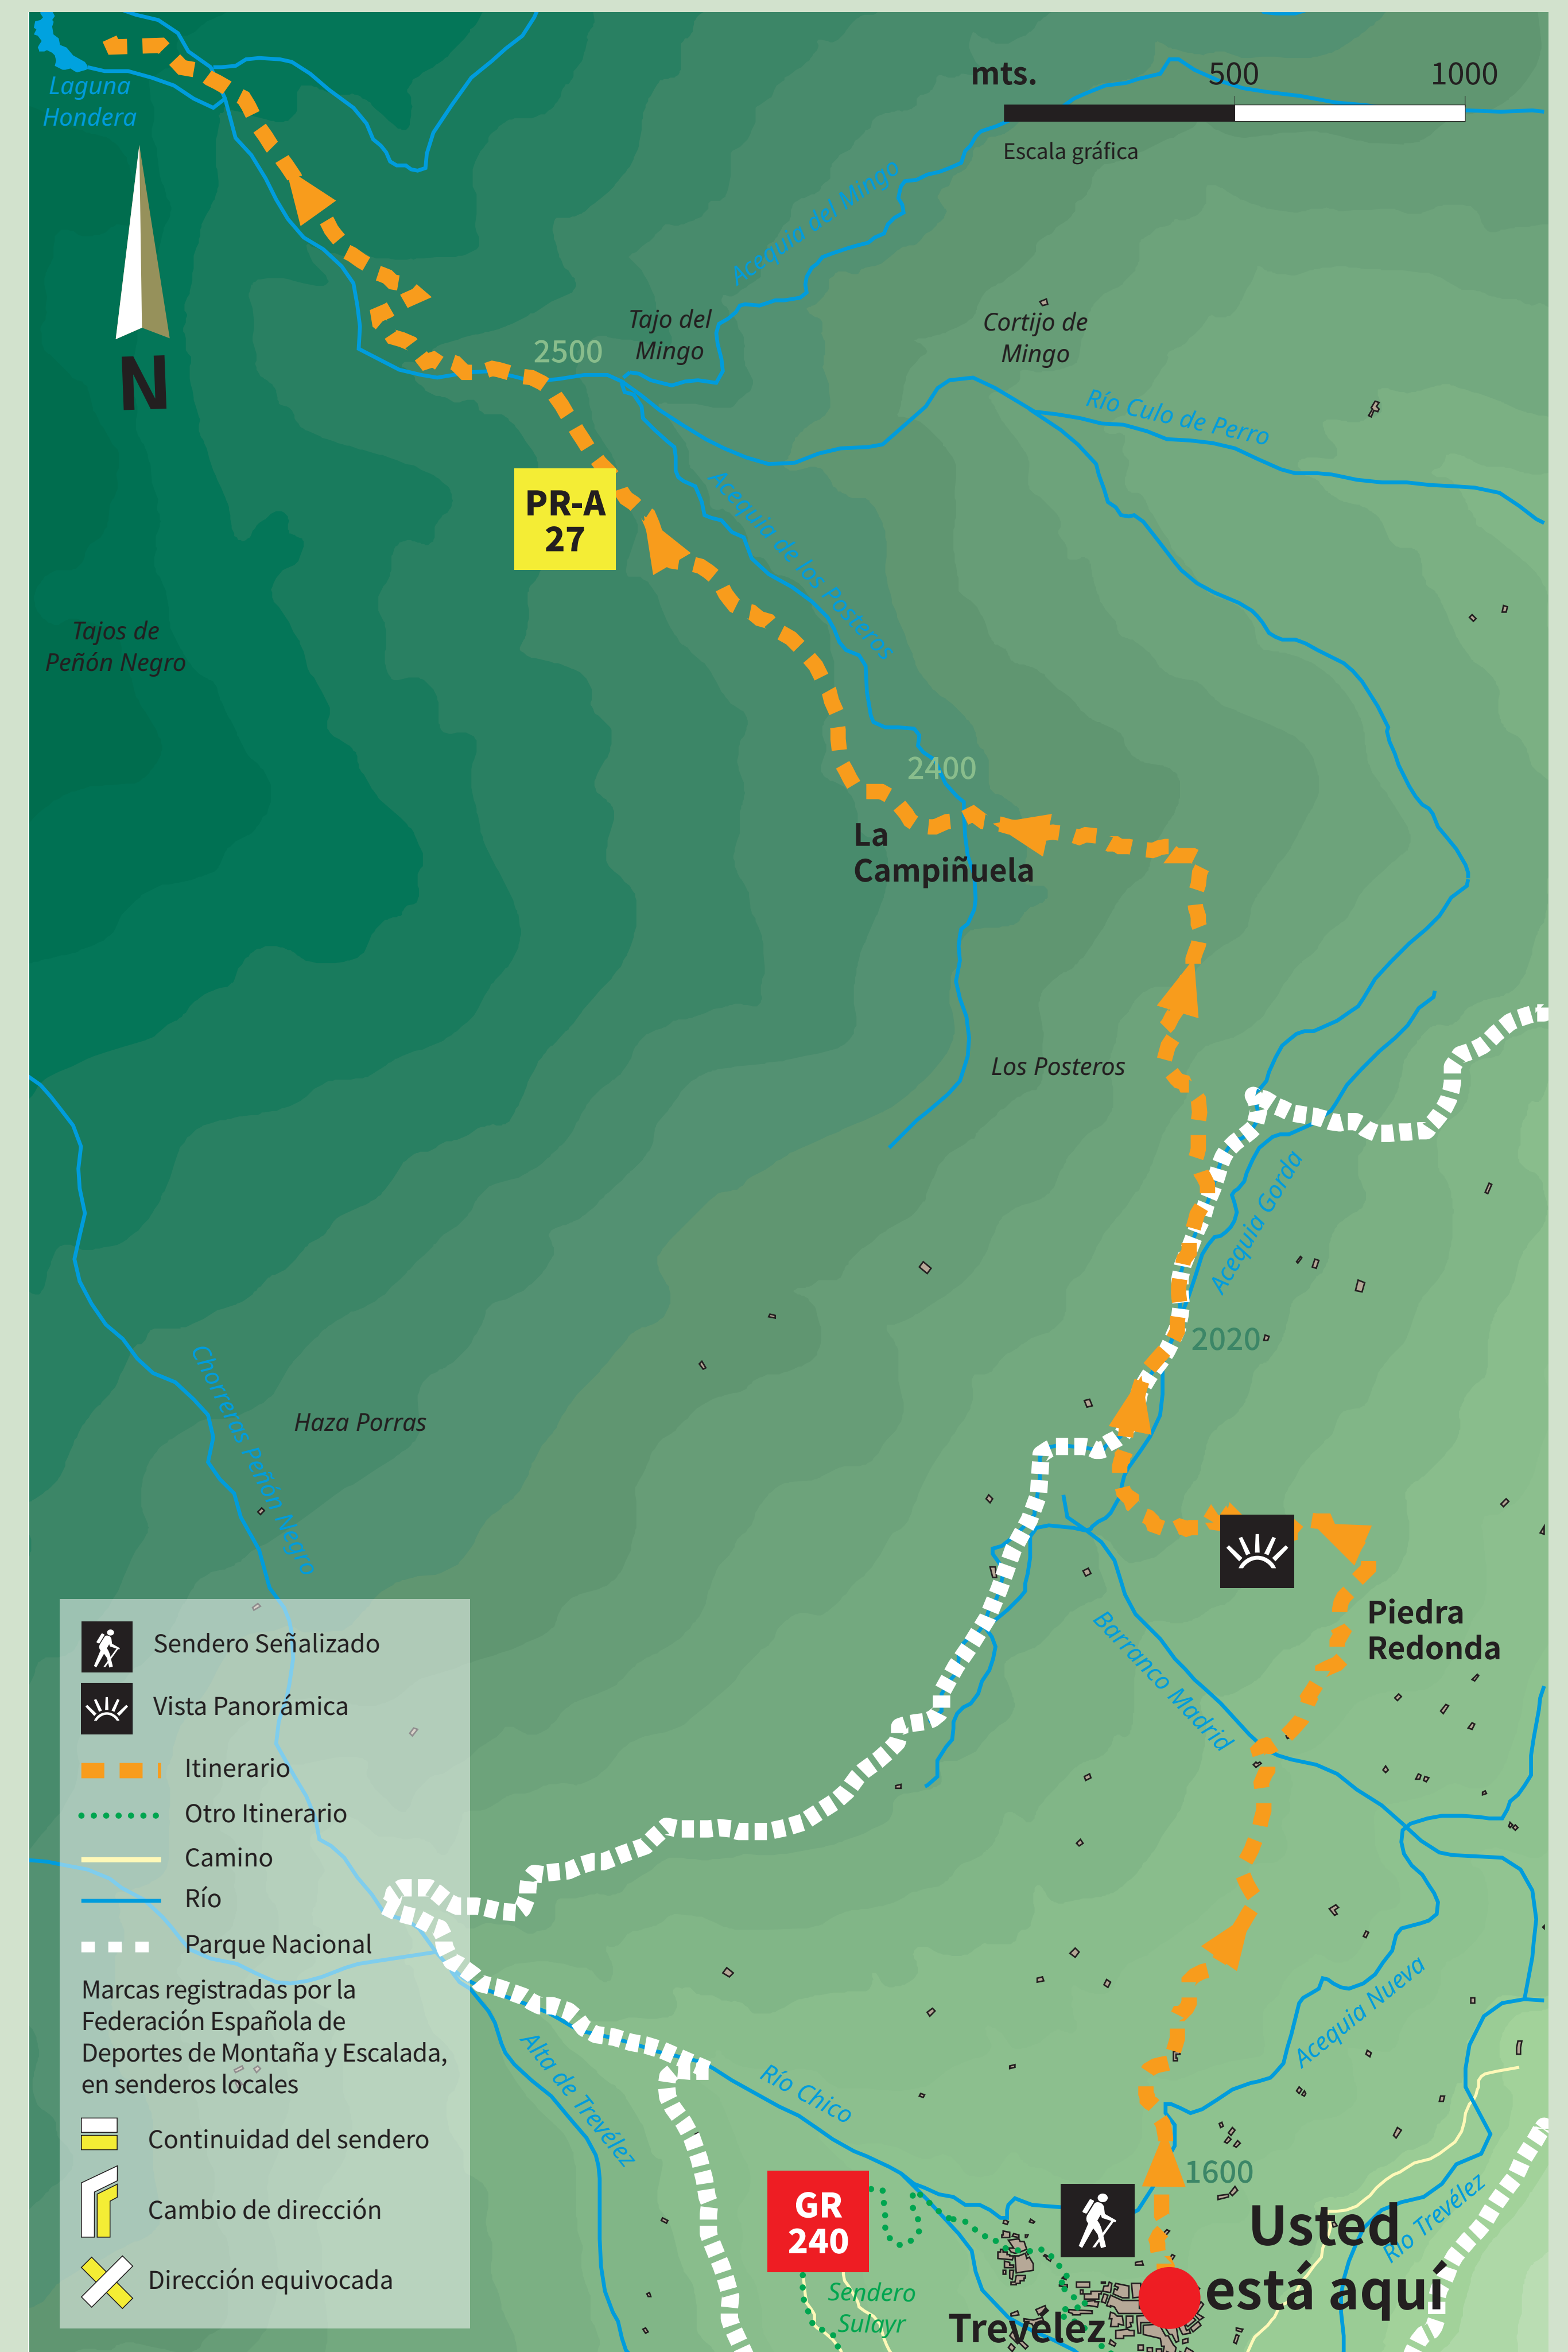 Laguna
Hondera
mts.
500
1000
Escala gráfica
N
Acequia del Mingo
Tajo del
Mingo
Cortijo de
Mingo
2500
Río Culo de Perro
PR-A
27
Acequia de los Posteros
Tajos de
Peñón Negro
2400
La
Campiñuela
Los Posteros
Acequia Gorda
2020
Chorreras Peñón Negro
Haza Porras
Piedra
Redonda
Barranco Madrid
Sendero Señalizado
Vista Panorámica
Itinerario
Otro Itinerario
Camino
Río
Parque Nacional
Marcas registradas por la
Federación Española de
Deportes de Montaña y Escalada,
en senderos locales
Continuidad del sendero
Cambio de dirección
Dirección equivocada
Acequia Nueva
Alta de Trevélez
Río Chico
1600
GR
240
Río Trevélez
Usted
está aquí
Sendero
Sulayr
Trevélez